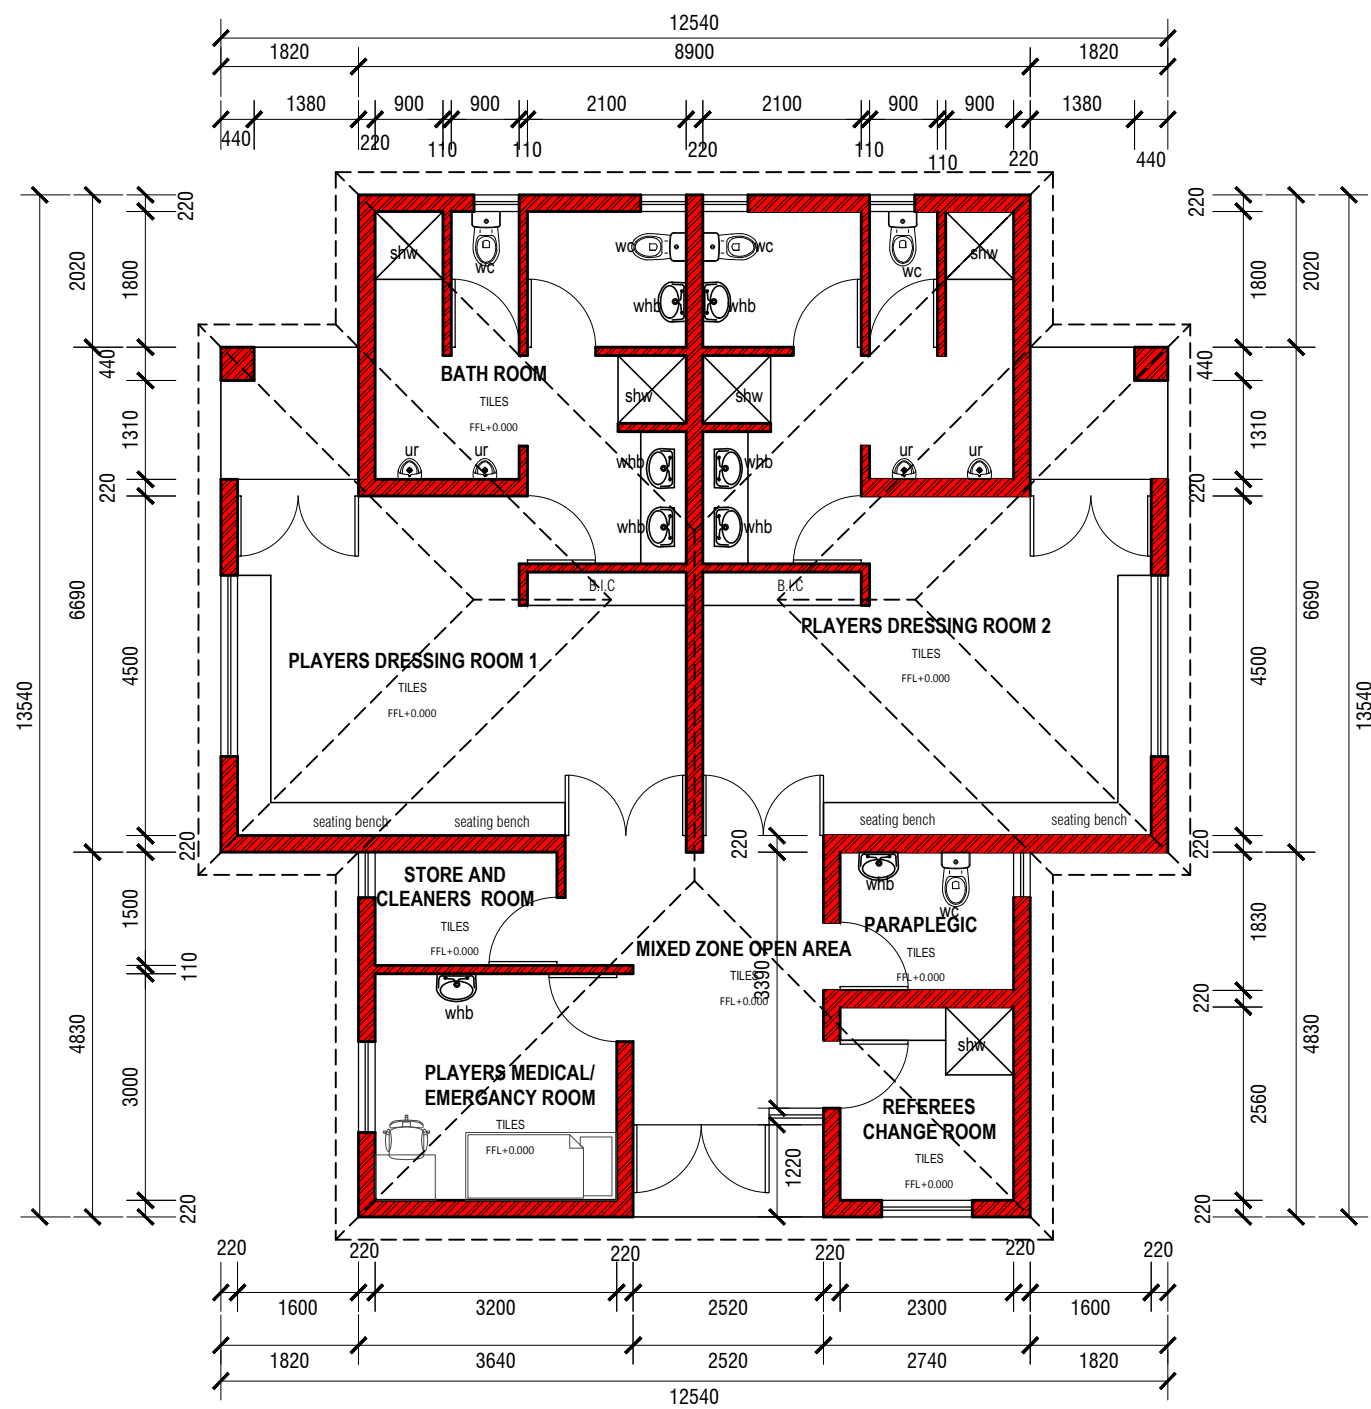 12540
1820 8900 1820
1380 900 900 2100 2100 900 900 1380
440 220 110 110 220 110 110 220 440
220 220
shw wc wc wc wc shw
whb whb
2020 1800 1800 2020
440 440
BATH ROOM
TILES
FFL+0.000
shw shw
1310 1310
ur ur ur ur
whb whb
220 220
whb whb
B.I.C B.I.C
6690 6690
4500 4500
PLAYERS DRESSING ROOM 1
TILES
FFL+0.000
PLAYERS DRESSING ROOM 2
TILES
FFL+0.000
13540 13540
seating bench seating bench seating bench seating bench
220 220 220
STORE AND
CLEANERS ROOM
TILES
FFL+0.000
whb wc
PARAPLEGIC
TILES
FFL+0.000
1500 1830
MIXED ZONE OPEN AREA
TILES
FFL+0.000
3390
110 220
whb shw
4830 4830
PLAYERS MEDICAL/
EMERGANCY ROOM
TILES
FFL+0.000
3000 2560
REFEREES
CHANGE ROOM
TILES
FFL+0.000
1220
220 220
220 220 220 220 220 220
1600 3200 2520 2300 1600
1820 3640 2520 2740 1820
12540